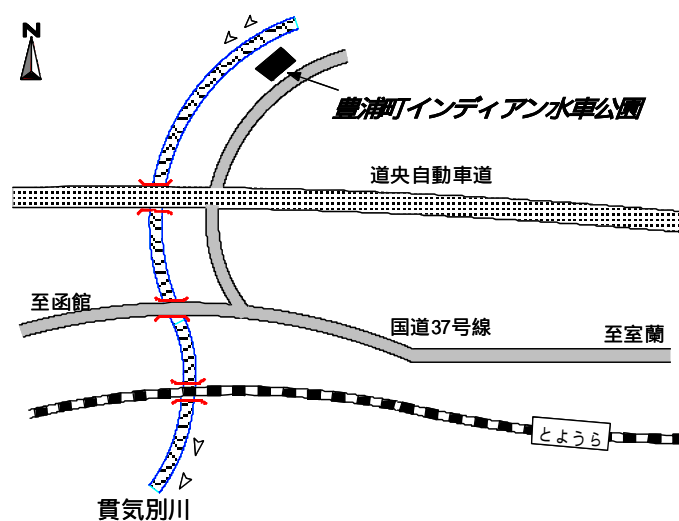 N
豊浦町インディアン水車公園
道央自動車道
至函館
国道37号線
至室蘭
とようら
貫気別川